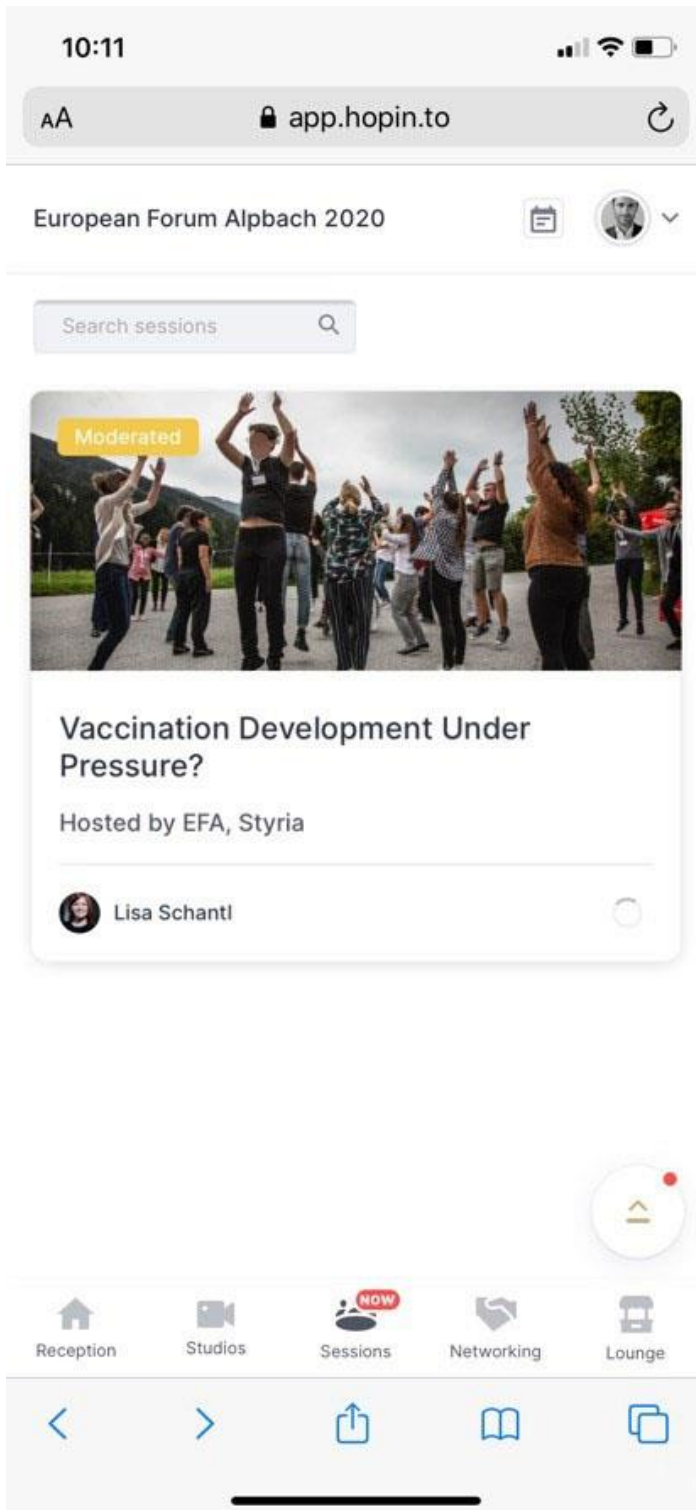 10:11
AA
app.hopin.to
European Forum Alpbach 2020
Search sessions
Moderated
Vaccination Development Under
Pressure?
Hosted by EFA, Styria
Lisa Schantl
NOW
Reception
Studios
Sessions
Networking
Lounge